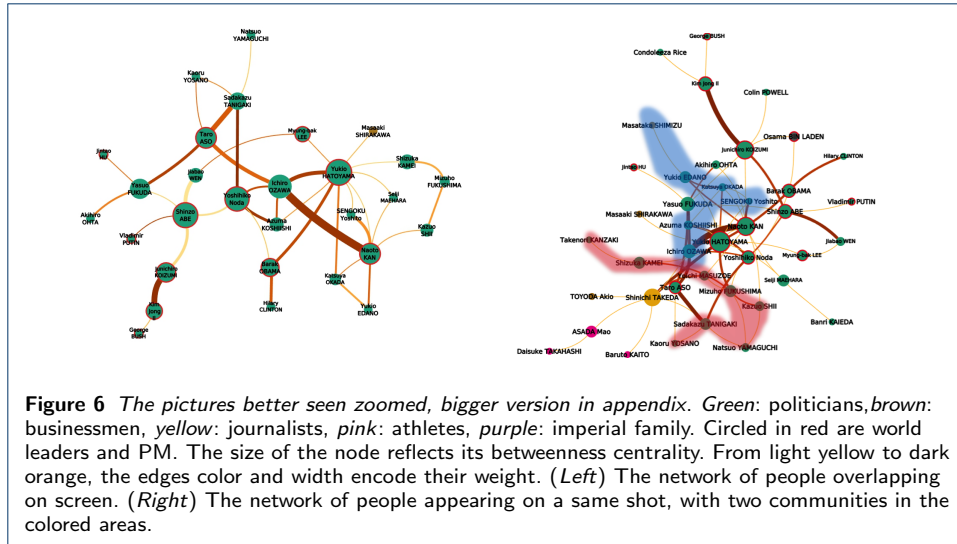 Natsuo
YAMAGUCHI
Kaoru
YOSANO
Sadakazu
TANIGAKI
Taro
ASO
Myung-bak
LEE
Masaaki
SHIRAKAWA
Jintao
HU
Jiabao
WEN
Yukio
HATOYAMA
Shizuka
KAMEI
Yasuo
FUKUDA
Ichiro
OZAWA
Mizuho
FUKUSHIMA
Yoshihiko
Noda
Seiji
MAEHARA
Akihiro
OHTA
Shinzo
ABE
SENGOKU
Yoshito
Azuma
KOSHIISHI
Kazuo
SHII
Vladimir
PUTIN
Naoto
KAN
Junichiro
KOIZUMI
Barak
OBAMA
Katsuya
OKADA
Kim
Jong
Il
Hilary
CLINTON
Yukio
EDANO
George
BUSH
George BUSH
Condoleeza Rice
Kim Jong Il
Colin POWELL
Masataka SHIMIZU
Osama BIN LADEN
Junichiro KOIZUMI
Hilary CLINTON
Jintao HU
Akihiro OHTA
Yukio EDANO
Katsuya OKADA
Barak OBAMA
Yasuo FUKUDA
SENGOKU Yoshito
Vladimir PUTIN
Shinzo ABE
Masaaki SHIRAKAWA
Azuma KOSHIISHI
Naoto KAN
Takenori KANZAKI
Yukio HATOYAMA
Jiabao WEN
Ichiro OZAWA
Myung-bak LEE
Shizuka KAMEI
Yoshihiko Noda
Yoichi MASUZOE
Seiji MAEHARA
Taro ASO
Mizuho FUKUSHIMA
TOYODA Akio
Shinichi TAKEDA
Kazuo SHII
Banri KAIEDA
ASADA Mao
Sadakazu TANIGAKI
Kaoru YOSANO
Natsuo YAMAGUCHI
Daisuke TAKAHASHI
Baruto KAITO
Figure 6 The pictures better seen zoomed, bigger version in appendix. Green: politicians,brown:
businessmen, yellow: journalists, pink: athletes, purple: imperial family. Circled in red are world
leaders and PM. The size of the node reflects its betweenness centrality. From light yellow to dark
orange, the edges color and width encode their weight. (Left) The network of people overlapping
on screen. (Right) The network of people appearing on a same shot, with two communities in the
colored areas.